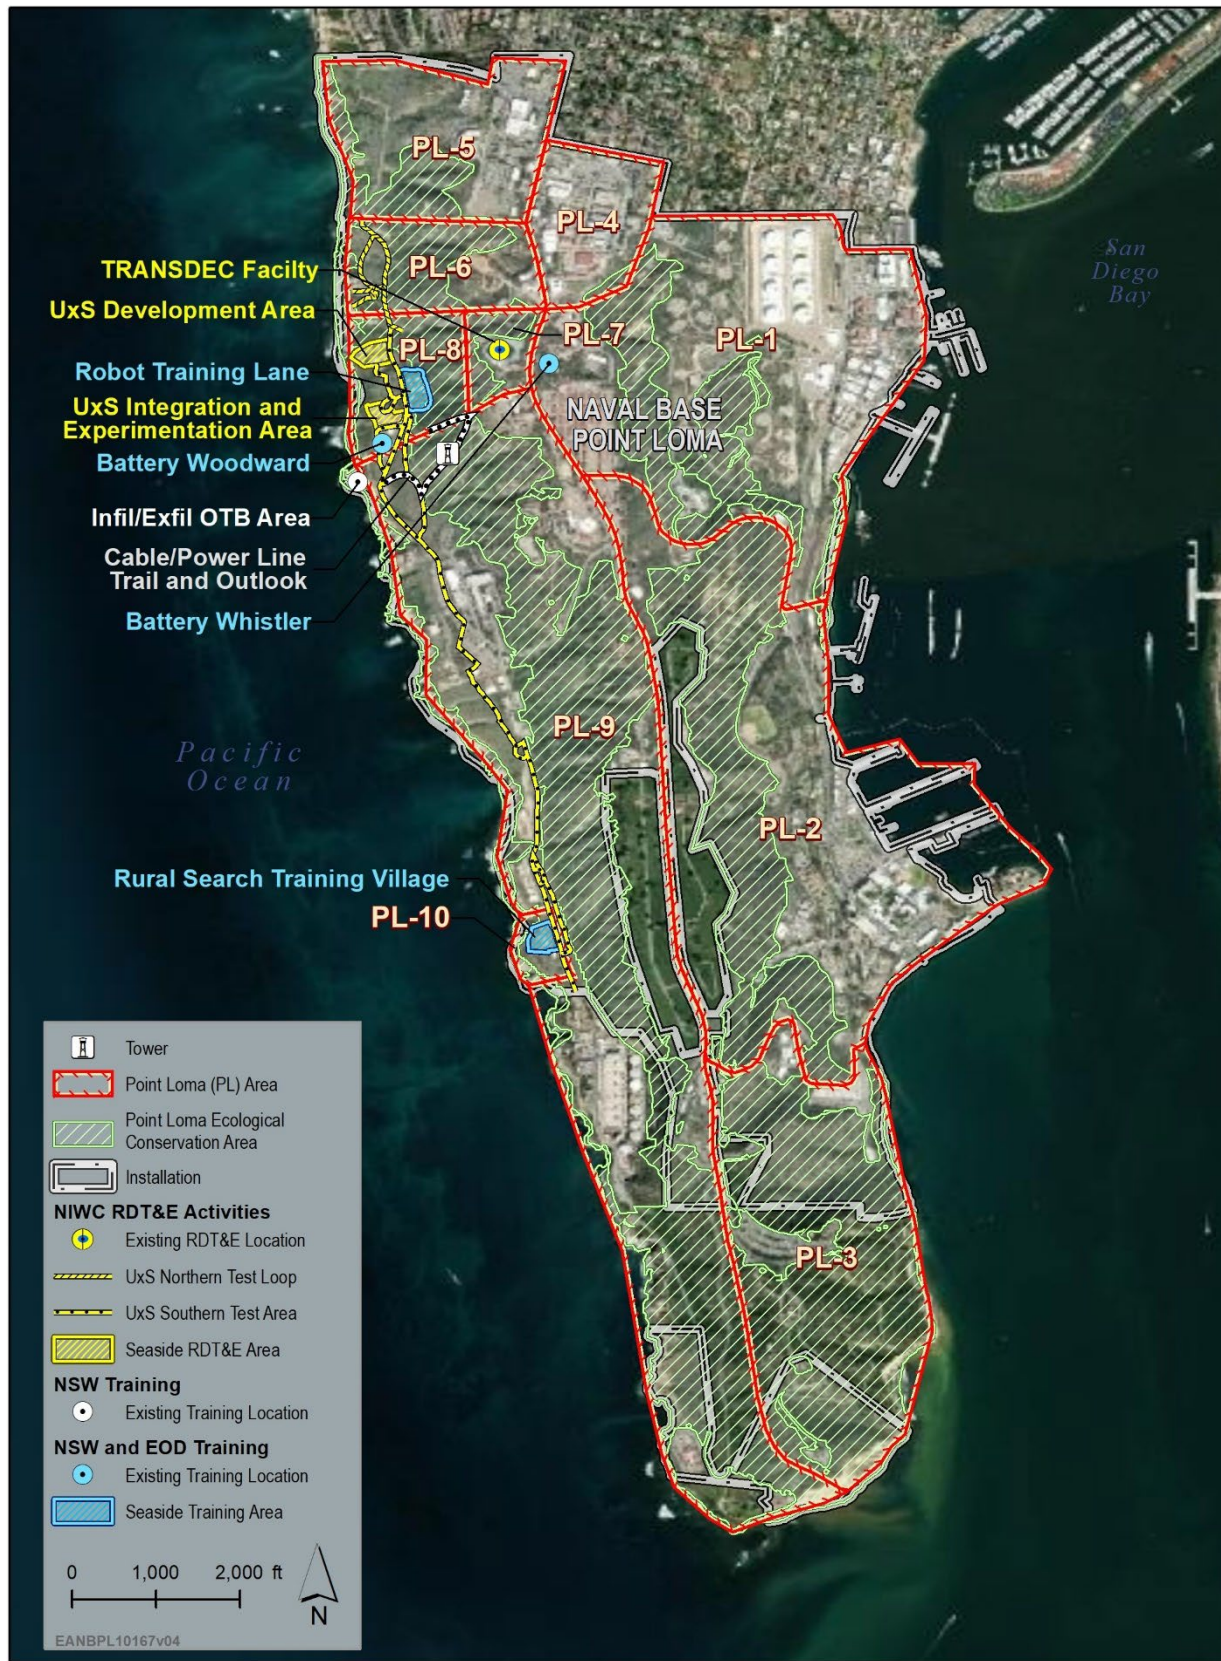 PL-5
PL-4
San
Diego
Bay
PL-6
TRANSDEC Facilty
UxS Development Area
PL-7
PL-1
PL-8
Robot Training Lane
UxS Integration and
Experimentation Area
NAVAL BASE
POINT LOMA
Battery Woodward
Infil/Exfil OTB Area
Cable/Power Line
Trail and Outlook
Battery Whistler
PL-9
Pacific
Ocean
PL-2
Rural Search Training Village
PL-10
PL-3
Tower
Point Loma (PL) Area
Point Loma Ecological
Conservation Area
Installation
NIWC RDT&E Activities
Existing RDT&E Location
UxS Northern Test Loop
UxS Southern Test Area
Seaside RDT&E Area
NSW Training
Existing Training Location
NSW and EOD Training
Existing Training Location
Seaside Training Area
0 1,000 2,000 ft
N
EANBPL10167v04